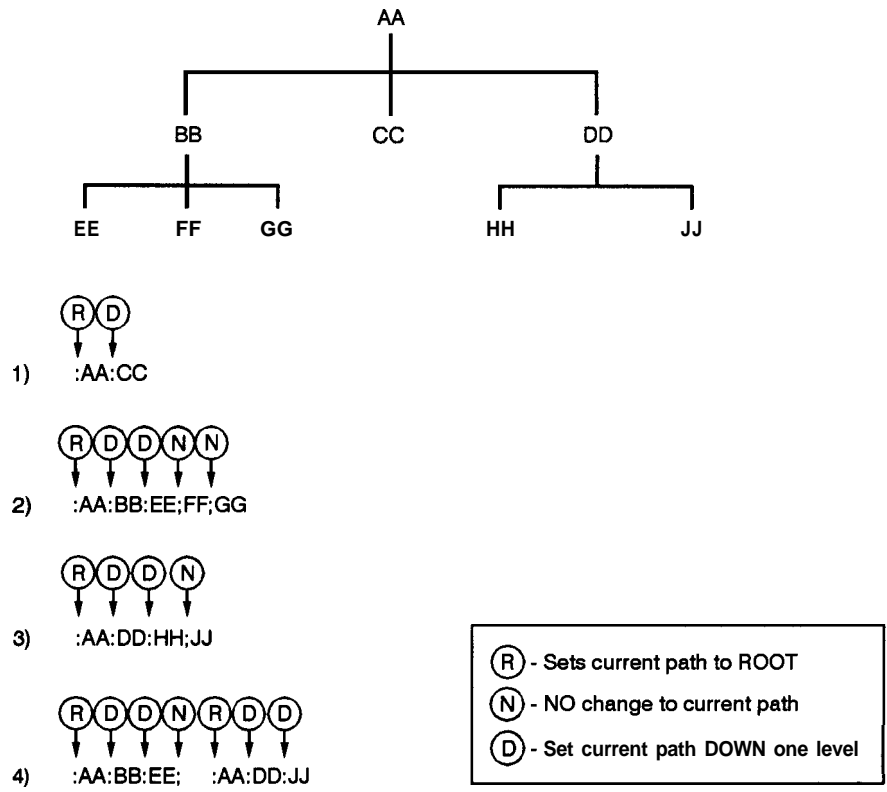 AA
BB CC DD
EE FF GG HH JJ
R D
1) :AA:CC
R D D N N
2) :AA:BB:EE;FF;GG
R D D N
3) :AA:DD:HH;JJ
R - Sets current path to ROOT
N - NO change to current path
D - Set current path DOWN one level
R D D N R D D
4) :AA:BB:EE; :AA:DD:JJ